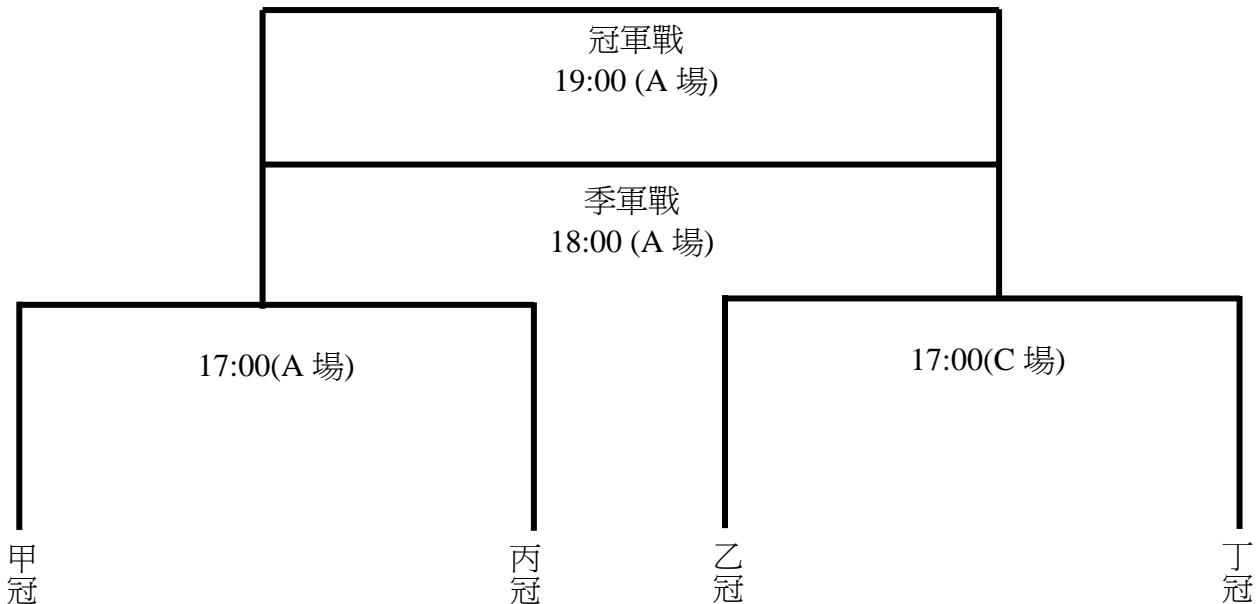 冠軍戰
19:00 (A 場)
季軍戰
18:00 (A 場)
17:00(A 場)
17:00(C 場)
甲冠
丙冠
乙冠
丁冠